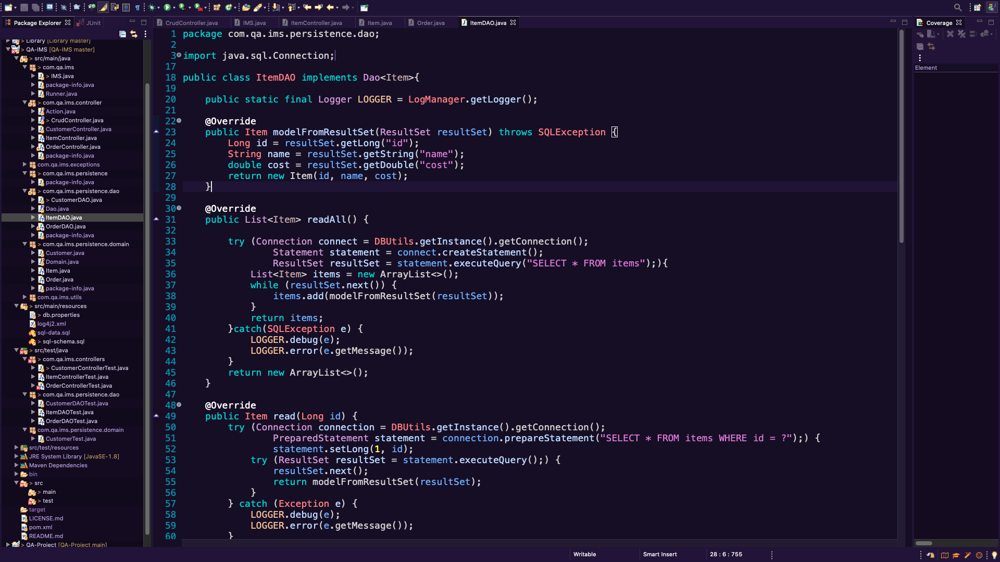 Package Explorer
JUnit
CrudController.java
IMS.java
ItemController.java
Item.java
Order.java
ItemDAO.java
Coverage
Element
> Library [Library master]
> QA-IMS [QA-IMS master]
> src/main/java
> com.qa.ims
> IMS.java
package-info.java
Runner.java
> com.qa.ims.controller
Action.java
> CrudController.java
CustomerController.java
ItemController.java
OrderController.java
package-info.java
com.qa.ims.exceptions
> com.qa.ims.persistence
package-info.java
> com.qa.ims.persistence.dao
> CustomerDAO.java
Dao.java
ItemDAO.java
OrderDAO.java
package-info.java
> com.qa.ims.persistence.domain
Customer.java
Domain.java
Item.java
Order.java
package-info.java
com.qa.ims.utils
> src/main/resources
> db.properties
log4j2.xml
sql-data.sql
> sql-schema.sql
> src/test/java
> com.qa.ims.controllers
> CustomerControllerTest.java
ItemControllerTest.java
OrderControllerTest.java
> com.qa.ims.persistence.dao
CustomerDAOTest.java
ItemDAOTest.java
OrderDAOTest.java
com.qa.ims.persistence.domain
CustomerTest.java
src/test/resources
JRE System Library [JavaSE-1.8]
Maven Dependencies
bin
> src
> main
> test
target
LICENSE.md
pom.xml
README.md
> QA-Project [QA-Project main]
1 package com.qa.ims.persistence.dao;
2
3 import java.sql.Connection;
17
18 public class ItemDAO implements Dao<Item>{
19
20 public static final Logger LOGGER = LogManager.getLogger();
21
22 @Override
23 public Item modelFromResultSet(ResultSet resultSet) throws SQLException {
24 Long id = resultSet.getLong("id");
25 String name = resultSet.getString("name");
26 double cost = resultSet.getDouble("cost");
27 return new Item(id, name, cost);
28 }
29
30 @Override
31 public List<Item> readAll() {
32
33 try (Connection connect = DBUtils.getInstance().getConnection();
34 Statement statement = connect.createStatement();
35 ResultSet resultSet = statement.executeQuery("SELECT * FROM items");){
36 List<Item> items = new ArrayList<>();
37 while (resultSet.next()) {
38 items.add(modelFromResultSet(resultSet));
39 }
40 return items;
41 }catch(SQLException e) {
42 LOGGER.debug(e);
43 LOGGER.error(e.getMessage());
44 }
45 return new ArrayList<>();
46 }
47
48 @Override
49 public Item read(Long id) {
50 try (Connection connection = DBUtils.getInstance().getConnection();
51 PreparedStatement statement = connection.prepareStatement("SELECT * FROM items WHERE id = ?");) {
52 statement.setLong(1, id);
53 try (ResultSet resultSet = statement.executeQuery();) {
54 resultSet.next();
55 return modelFromResultSet(resultSet);
56 }
57 } catch (Exception e) {
58 LOGGER.debug(e);
59 LOGGER.error(e.getMessage());
60 }
Writable
Smart Insert
28 : 6 : 755